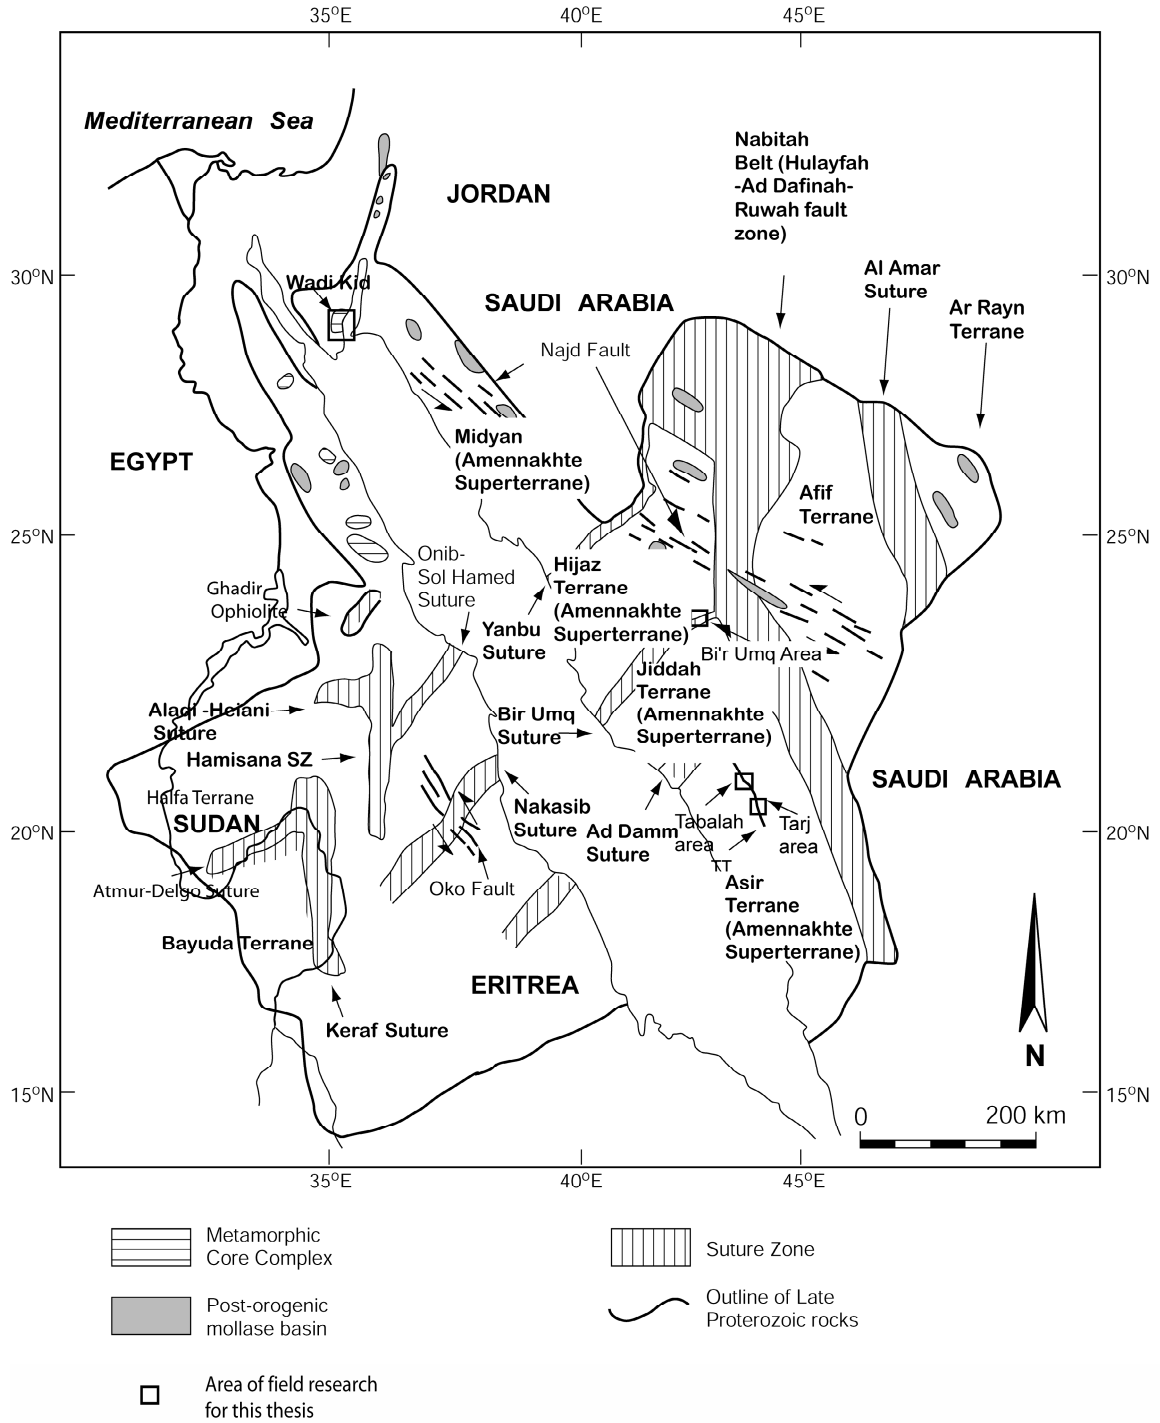 35°E
40°E
45°E
Mediterranean Sea
JORDAN
Nabitah
Belt (Hulayfah
-Ad Dafinah-
Ruwah fault
zone)
30°N
30°N
Wadi Kid
SAUDI ARABIA
Al Amar
Suture
Ar Rayn
Terrane
Najd Fault
EGYPT
Midyan
(Amennakhte
Superterrane)
Afif
Terrane
25°N
25°N
Onib-
Sol Hamed
Suture
Hijaz
Terrane
(Amennakhte
Superterrane)
Ghadir
Ophiolite
Yanbu
Suture
Bi'r Umq Area
Jiddah
Terrane
(Amennakhte
Superterrane)
Alaqi -Heiani
Suture
Bir Umq
Suture
Hamisana SZ
SAUDI ARABIA
Halfa Terrane
SUDAN
Nakasib
Suture
Ad Damm
Suture
Tabalah
area
Tarj
area
20°N
20°N
TT
Atmur-Delgo Suture
Oko Fault
Asir
Terrane
(Amennakhte
Superterrane)
Bayuda Terrane
ERITREA
Keraf Suture
N
15°N
15°N
0
200 km
35°E
40°E
45°E
Metamorphic
Core Complex
Suture Zone
Post-orogenic
mollase basin
Outline of Late
Proterozoic rocks
Area of field research
for this thesis